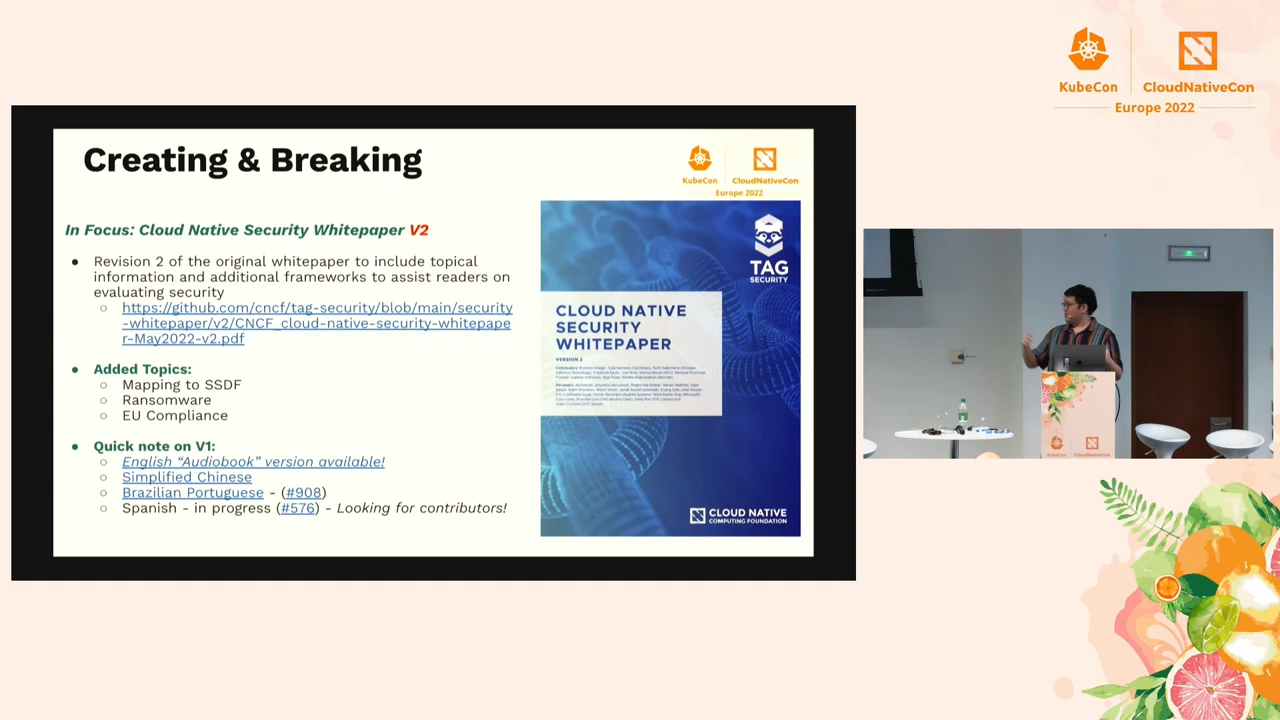 KubeCon
CloudNativeCon
Europe 2022
Creating & Breaking
KubeCon
CloudNativeCon
Europe 2022
In Focus: Cloud Native Security Whitepaper V2
● Revision 2 of the original whitepaper to include topical
information and additional frameworks to assist readers on
evaluating security
○ https://github.com/cncf/tag-security/blob/main/security
-whitepaper/v2/CNCF_cloud-native-security-whitepape
r-May2022-v2.pdf
● Added Topics:
○ Mapping to SSDF
○ Ransomware
○ EU Compliance
● Quick note on V1:
○ English “Audiobook” version available!
○ Simplified Chinese
○ Brazilian Portuguese - (#908)
○ Spanish - in progress (#576) - Looking for contributors!
TAG
SECURITY
CLOUD NATIVE
SECURITY
WHITEPAPER
VERSION 2
CLOUD NATIVE
COMPUTING FOUNDATION
KubeCon
CloudNativeCon